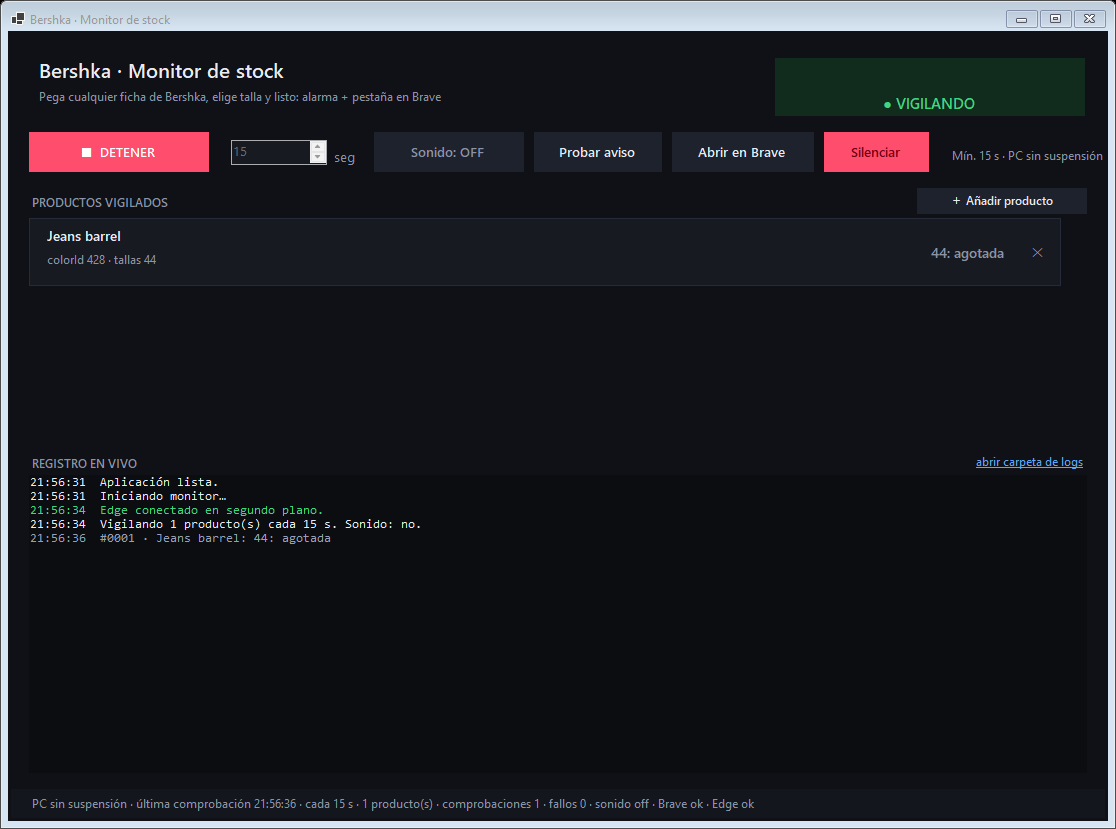 Bershka · Monitor de stock
Bershka · Monitor de stock
Pega cualquier ficha de Bershka, elige talla y listo: alarma + pestaña en Brave
● VIGILANDO
■ DETENER
15
seg
Sonido: OFF
Probar aviso
Abrir en Brave
Silenciar
Mín. 15 s · PC sin suspensión
PRODUCTOS VIGILADOS
+ Añadir producto
Jeans barrel
colorId 428 · tallas 44
44: agotada
REGISTRO EN VIVO
abrir carpeta de logs
21:56:31 Aplicación lista.
21:56:31 Iniciando monitor…
21:56:34 Edge conectado en segundo plano.
21:56:34 Vigilando 1 producto(s) cada 15 s. Sonido: no.
21:56:36 #0001 · Jeans barrel: 44: agotada
PC sin suspensión · última comprobación 21:56:36 · cada 15 s · 1 producto(s) · comprobaciones 1 · fallos 0 · sonido off · Brave ok · Edge ok